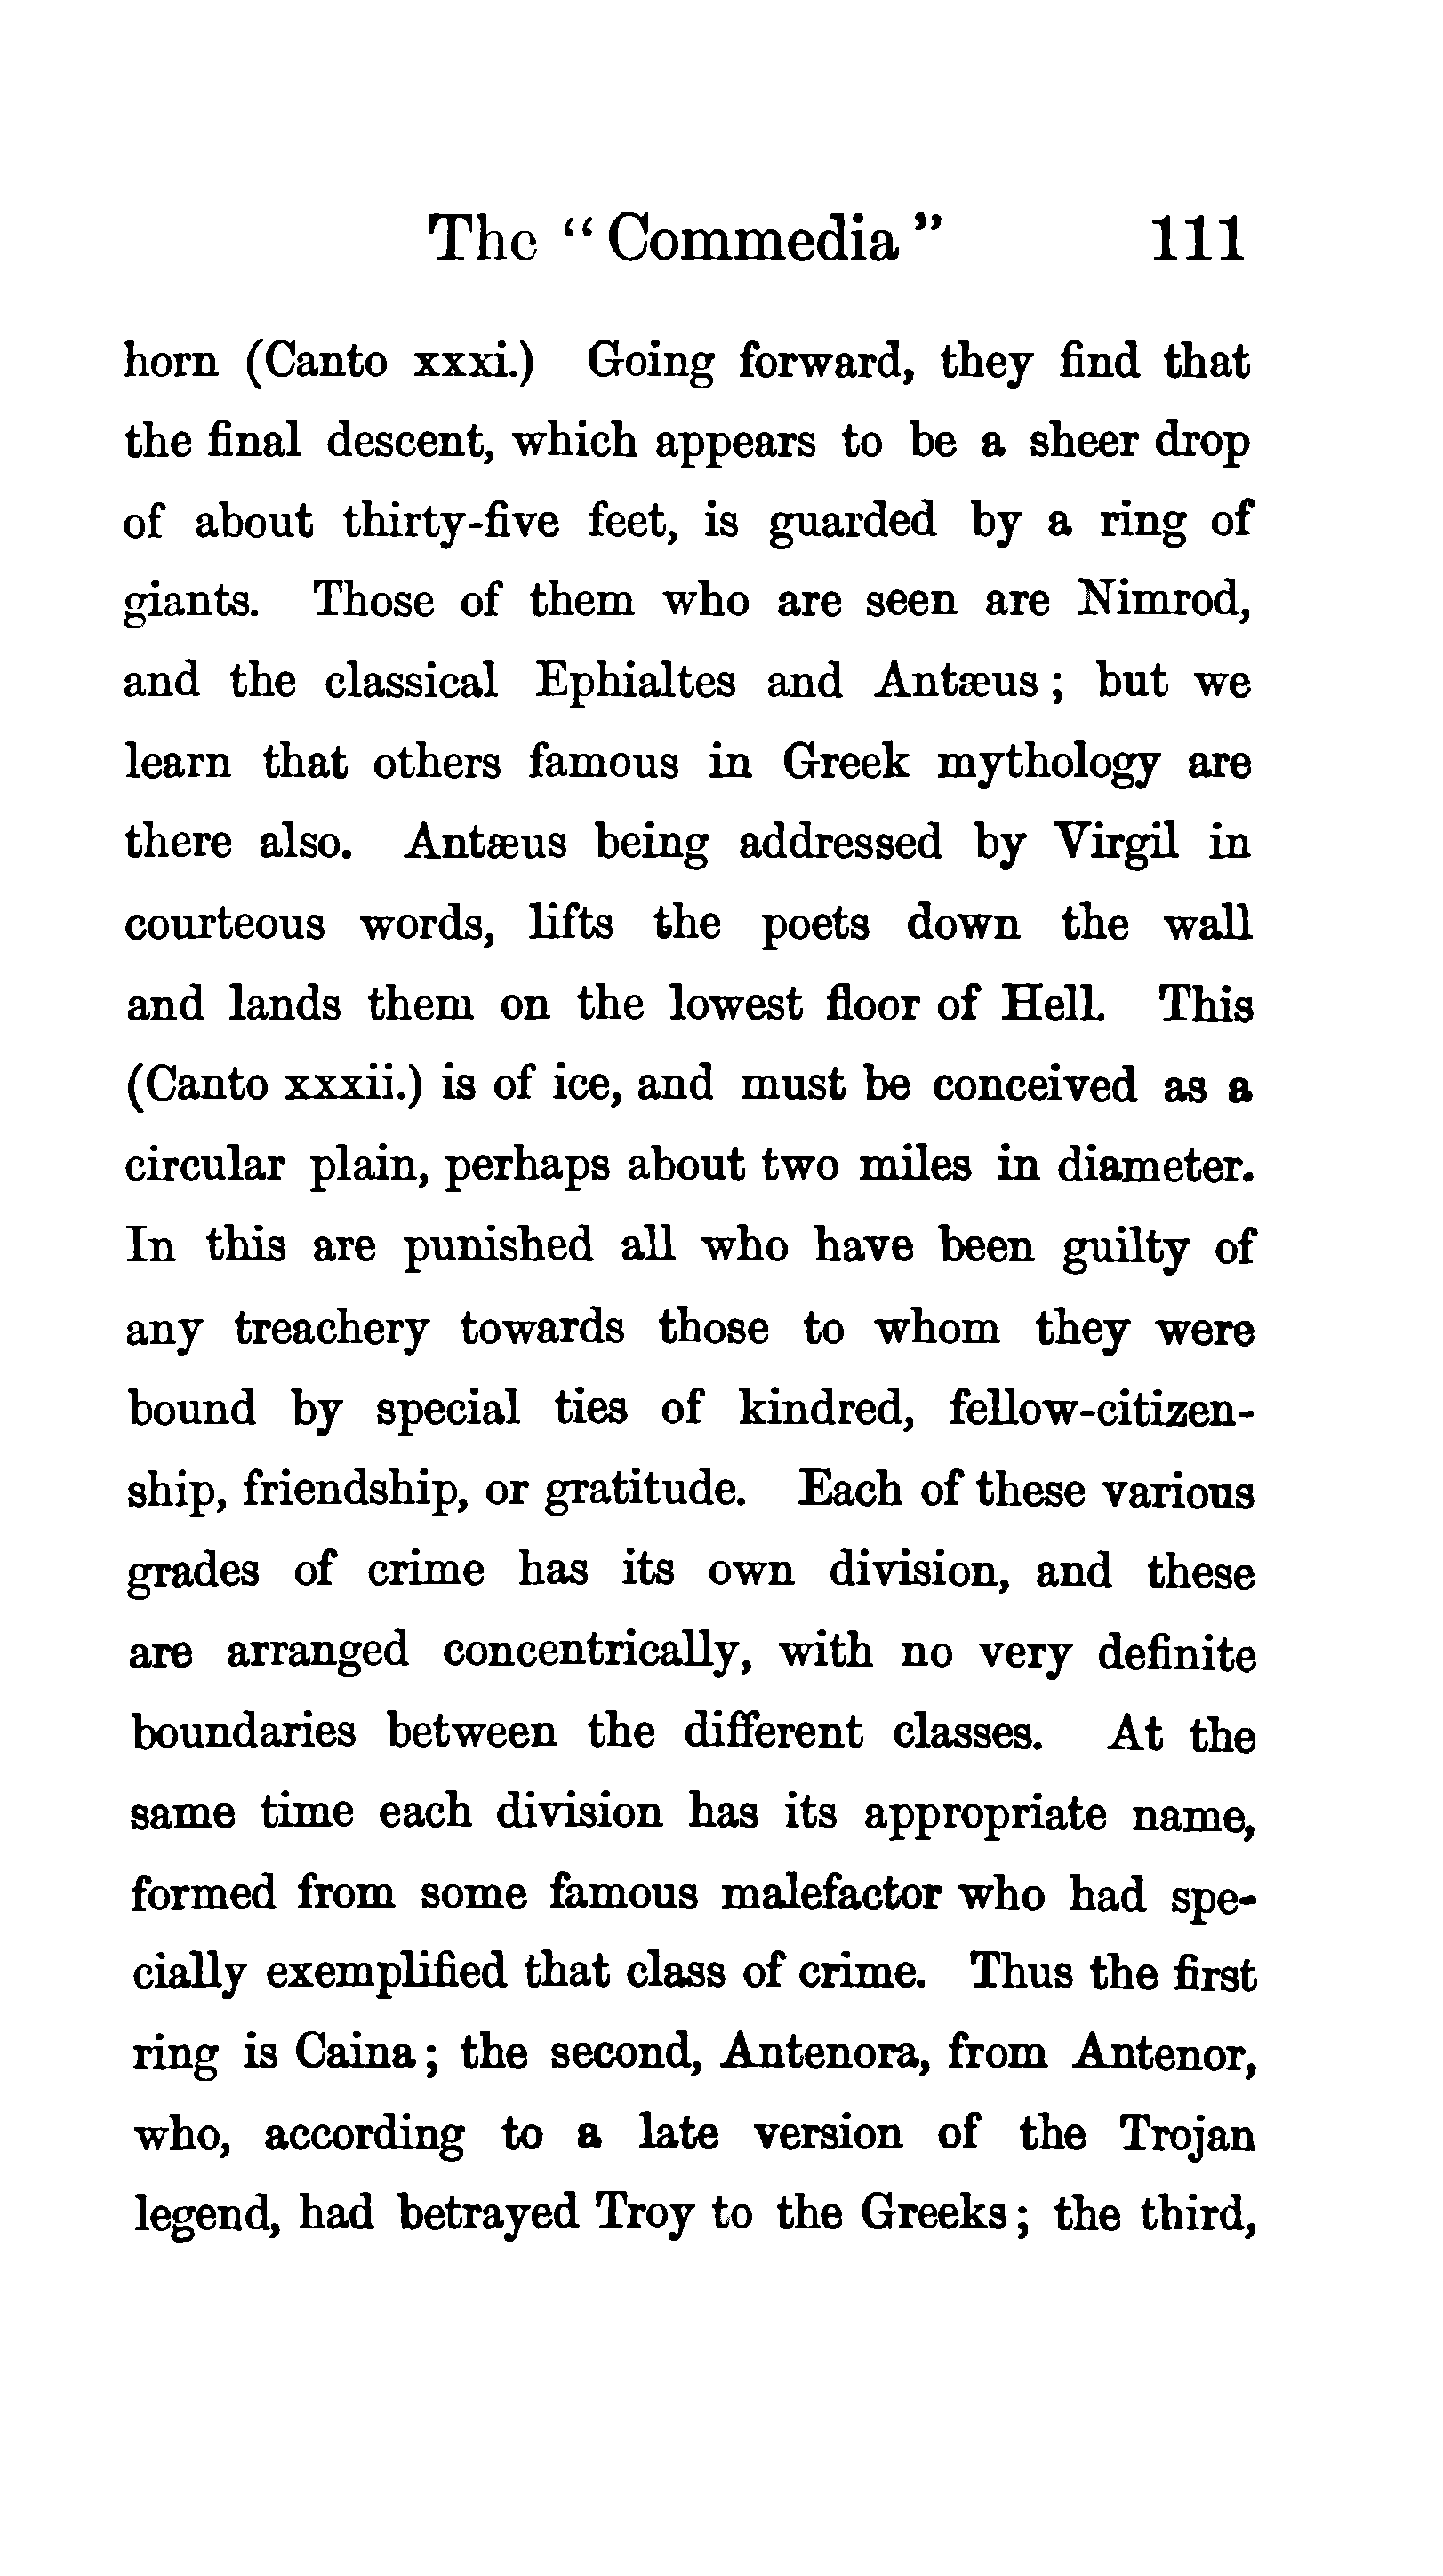 The “Commedia” 111
horn (Canto xxxi.) Going forward, they find that
the final descent, which appears to be a sheer drop
of about thirty-five feet, is guarded by a ring of
giants. Those of them who are seen are Nimrod,
and the classical Ephialtes and Antæus; but we
learn that others famous in Greek mythology are
there also. Antæus being addressed by Virgil in
courteous words, lifts the poets down the wall
and lands them on the lowest floor of Hell. This
(Canto xxxii.) is of ice, and must be conceived as a
circular plain, perhaps about two miles in diameter.
In this are punished all who have been guilty of
any treachery towards those to whom they were
bound by special ties of kindred, fellow-citizen-
ship, friendship, or gratitude. Each of these various
grades of crime has its own division, and these
are arranged concentrically, with no very definite
boundaries between the different classes. At the
same time each division has its appropriate name,
formed from some famous malefactor who had spe-
cially exemplified that class of crime. Thus the first
ring is Caina; the second, Antenora, from Antenor,
who, according to a late version of the Trojan
legend, had betrayed Troy to the Greeks; the third,